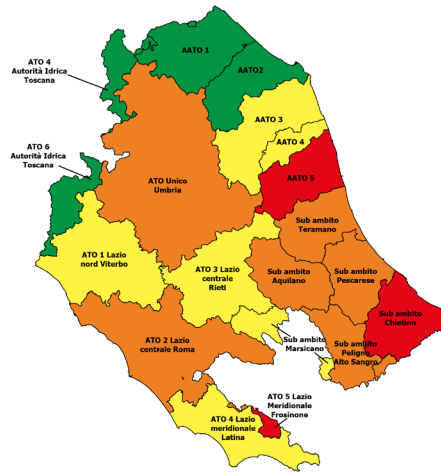 AATO 1
ATO 4
Autorità Idrica
Toscana
AATO2
AATO 3
AATO 4
ATO 6
Autorità Idrica
Toscana
ATO Unico
Umbria
AATO 5
Sub ambito
Teramano
ATO 1 Lazio
nord Viterbo
ATO 3 Lazio
centrale
Rieti
Sub ambito
Aquilano
Sub ambito
Pescarese
Sub ambito
Chietino
ATO 2 Lazio
centrale Roma
Sub ambito
Marsicano
Sub ambito
Peligno
Alto Sangro
ATO 5 Lazio
Meridionale
Frosinone
ATO 4 Lazio
meridionale
Latina